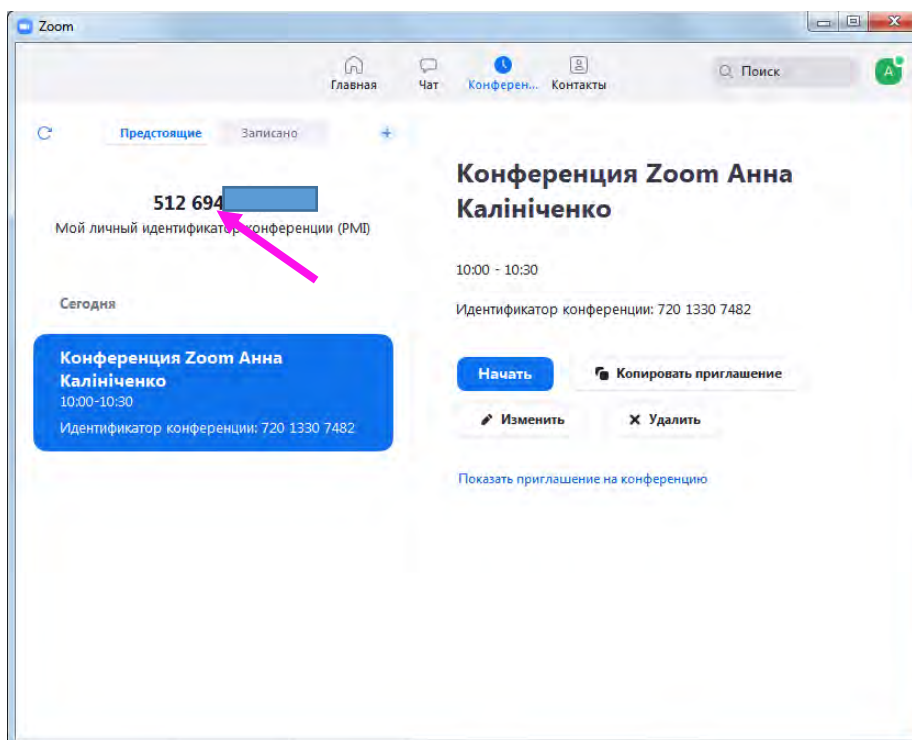 Zoom
Главная
Чат
Конферен...
Контакты
Поиск
А
Предстоящие
Записано
512 694
Мой личный идентификатор конференции (PMI)
Сегодня
Конференция Zoom Анна
Калініченко
10:00-10:30
Идентификатор конференции: 720 1330 7482
Конференция Zoom Анна
Калініченко
10:00 - 10:30
Идентификатор конференции: 720 1330 7482
Начать
Копировать приглашение
Изменить
Удалить
Показать приглашение на конференцию